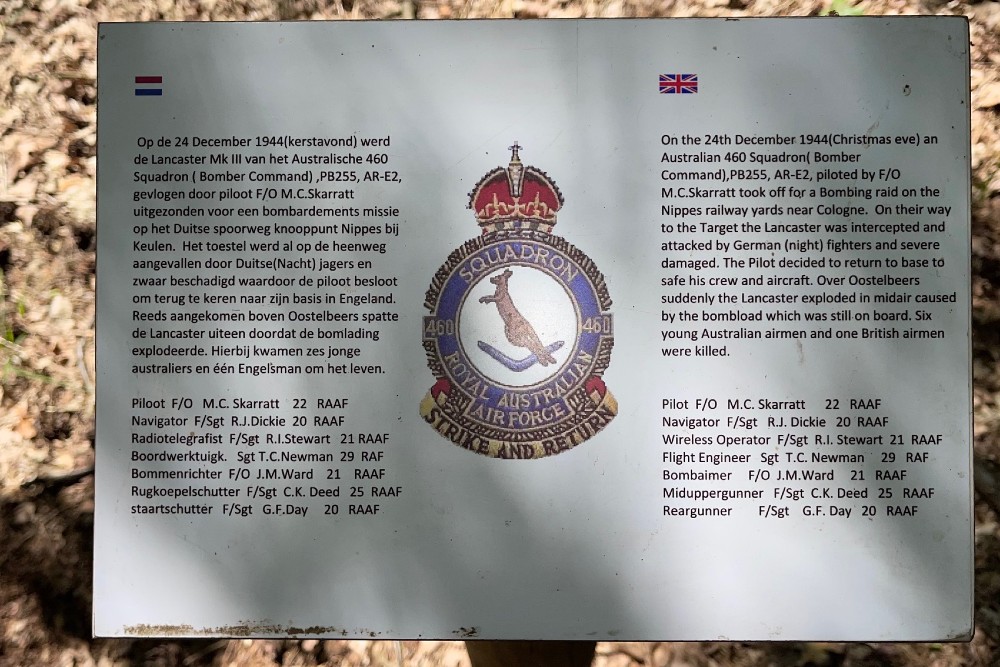 Op de 24 December 1944(kerstavond) werd
de Lancaster Mk III van het Australische 460
Squadron ( Bomber Command) ,PB255, AR-E2,
gevlogen door piloot F/O M.C.Skarratt
uitgezonden voor een bombardements missie
op het Duitse spoorweg knooppunt Nippes bij
Keulen. Het toestel werd al op de heenweg
aangevallen door Duitse(Nacht) jagers en
zwaar beschadigd waardoor de piloot besloot
om terug te keren naar zijn basis in Engeland.
Reeds aangekomen boven Oostelbeers spatte
de Lancaster uiteen doordat de bomlading
explodeerde. Hierbij kwamen zes jonge
australiers en één Engelsman om het leven.
Piloot F/O M.C. Skarratt 22 RAAF
Navigator F/Sgt R.J.Dickie 20 RAAF
Radiotelegrafist F/Sgt R.I.Stewart 21 RAAF
Boordwerktuigk. Sgt T.C.Newman 29 RAF
Bommenrichter F/O J.M.Ward 21 RAAF
Rugkoepelschutter F/Sgt C.K. Deed 25 RAAF
staartschutter F/Sgt G.F.Day 20 RAAF
SQUADRON
460 460
ROYAL AUSTRALIAN
AIR FORCE
STRIKE AND RETURN
On the 24th December 1944(Christmas eve) an
Australian 460 Squadron( Bomber
Command),PB255, AR-E2, piloted by F/O
M.C.Skarratt took off for a Bombing raid on the
Nippes railway yards near Cologne. On their way
to the Target the Lancaster was intercepted and
attacked by German (night) fighters and severe
damaged. The Pilot decided to return to base to
safe his crew and aircraft. Over Oostelbeers
suddenly the Lancaster exploded in midair caused
by the bombload which was still on board. Six
young Australian airmen and one British airmen
were killed.
Pilot F/O M.C. Skarratt 22 RAAF
Navigator F/Sgt R.J. Dickie 20 RAAF
Wireless Operator F/Sgt R.I. Stewart 21 RAAF
Flight Engineer Sgt T.C. Newman 29 RAF
Bombaimer F/O J.M.Ward 21 RAAF
Miduppergunner F/Sgt C.K. Deed 25 RAAF
Reargunner F/Sgt G.F. Day 20 RAAF